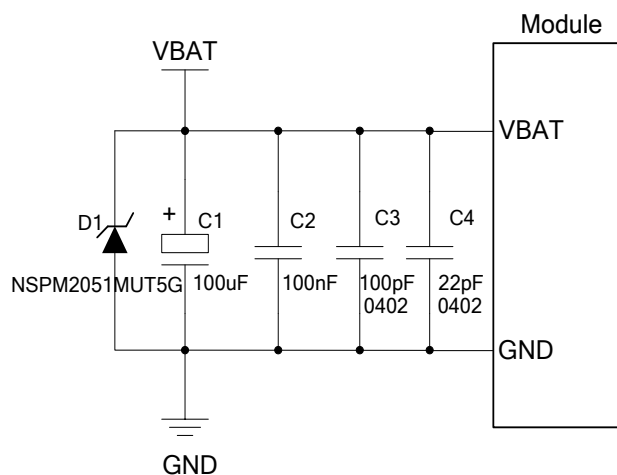 Module
VBAT
VBAT
D1
+
C1
C2
C3
C4
NSPM2051MUT5G
100uF
100nF
100pF
0402
22pF
0402
GND
GND